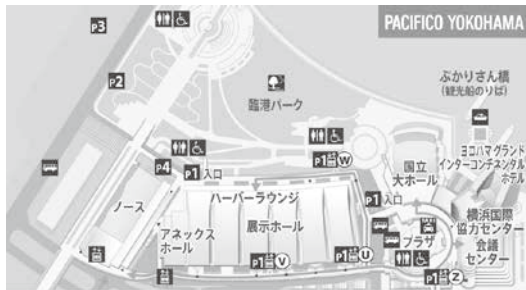 PACIFICO YOKOHAMA
P3
P2
臨港パーク
ぷかりさん橋
(観光船のりば)
ヨコハマ グランド
インターコンチネンタル
ホテル
P1 W
国立
大ホール
P4
P1 入口
P1 入口
ノース
ハーバーラウンジ
展示ホール
アネックス
ホール
横浜国際
協力センター
会議
センター
プラザ
P1 V
P1 U
P1 Z